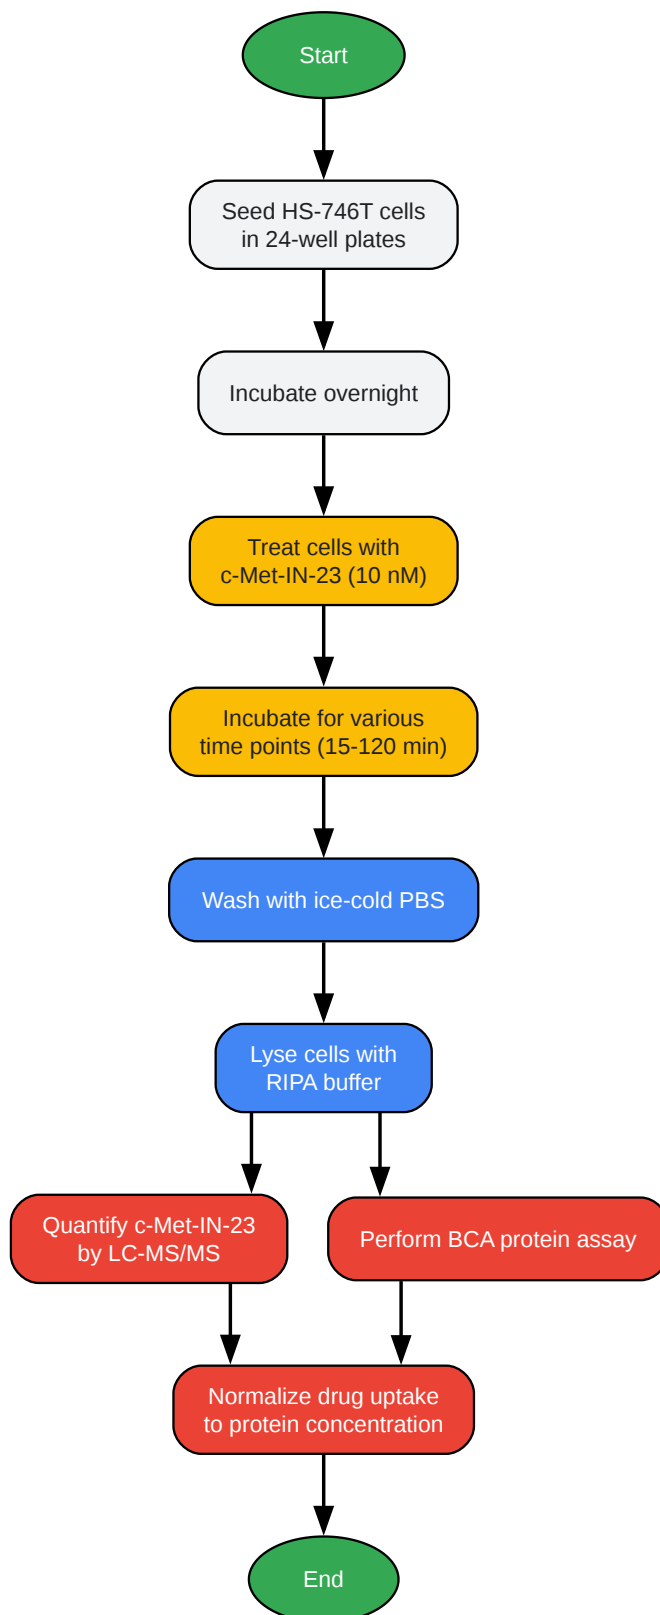 Start
Seed HS-746T cells
in 24-well plates
Incubate overnight
Treat cells with
c-Met-IN-23 (10 nM)
Incubate for various
time points (15-120 min)
Wash with ice-cold PBS
Lyse cells with
RIPA buffer
Quantify c-Met-IN-23
by LC-MS/MS
Perform BCA protein assay
Normalize drug uptake
to protein concentration
End